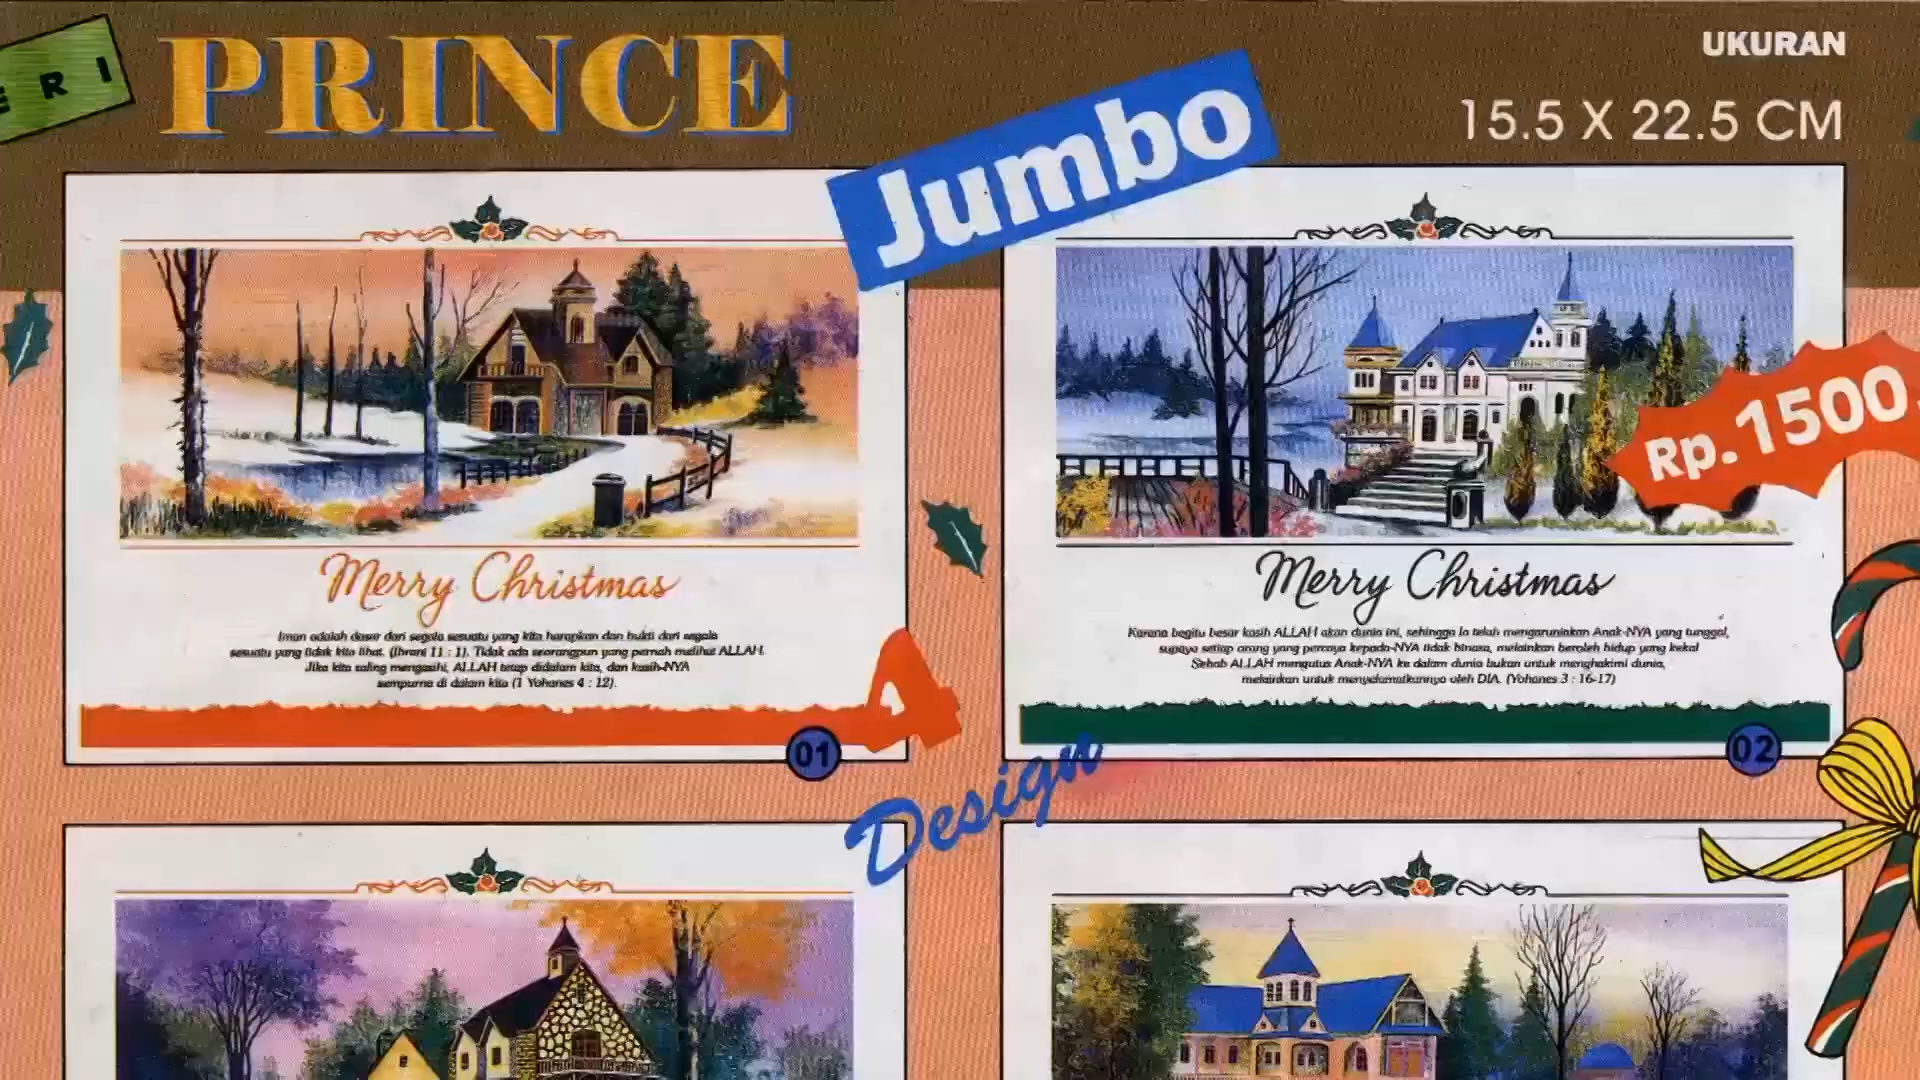 ERI
PRINCE
Jumbo
UKURAN
15.5 X 22.5 CM
Rp. 1500
Merry Christmas
Iman adalah dasar dari segala sesuatu yang kita harapkan dan bukti dari segala
sesuatu yang tidak kita lihat. (Ibrani 11 : 1). Tidak ada seorangpun yang pernah melihat ALLAH.
Jika kita saling mengasihi, ALLAH tetap didalam kita, dan kasih-NYA
sempurna di dalam kita (1 Yohanes 4 : 12).
01
Merry Christmas
Karena begitu besar kasih ALLAH akan dunia ini, sehingga Ia telah mengaruniakan Anak-NYA yang tunggal,
supaya setiap orang yang percaya kepada-NYA tidak binasa, melainkan beroleh hidup yang kekal
Sebab ALLAH mengutus Anak-NYA ke dalam dunia bukan untuk menghakimi dunia,
melainkan untuk menyelamatkannya oleh DIA. (Yohanes 3 : 16-17)
02
4
Design